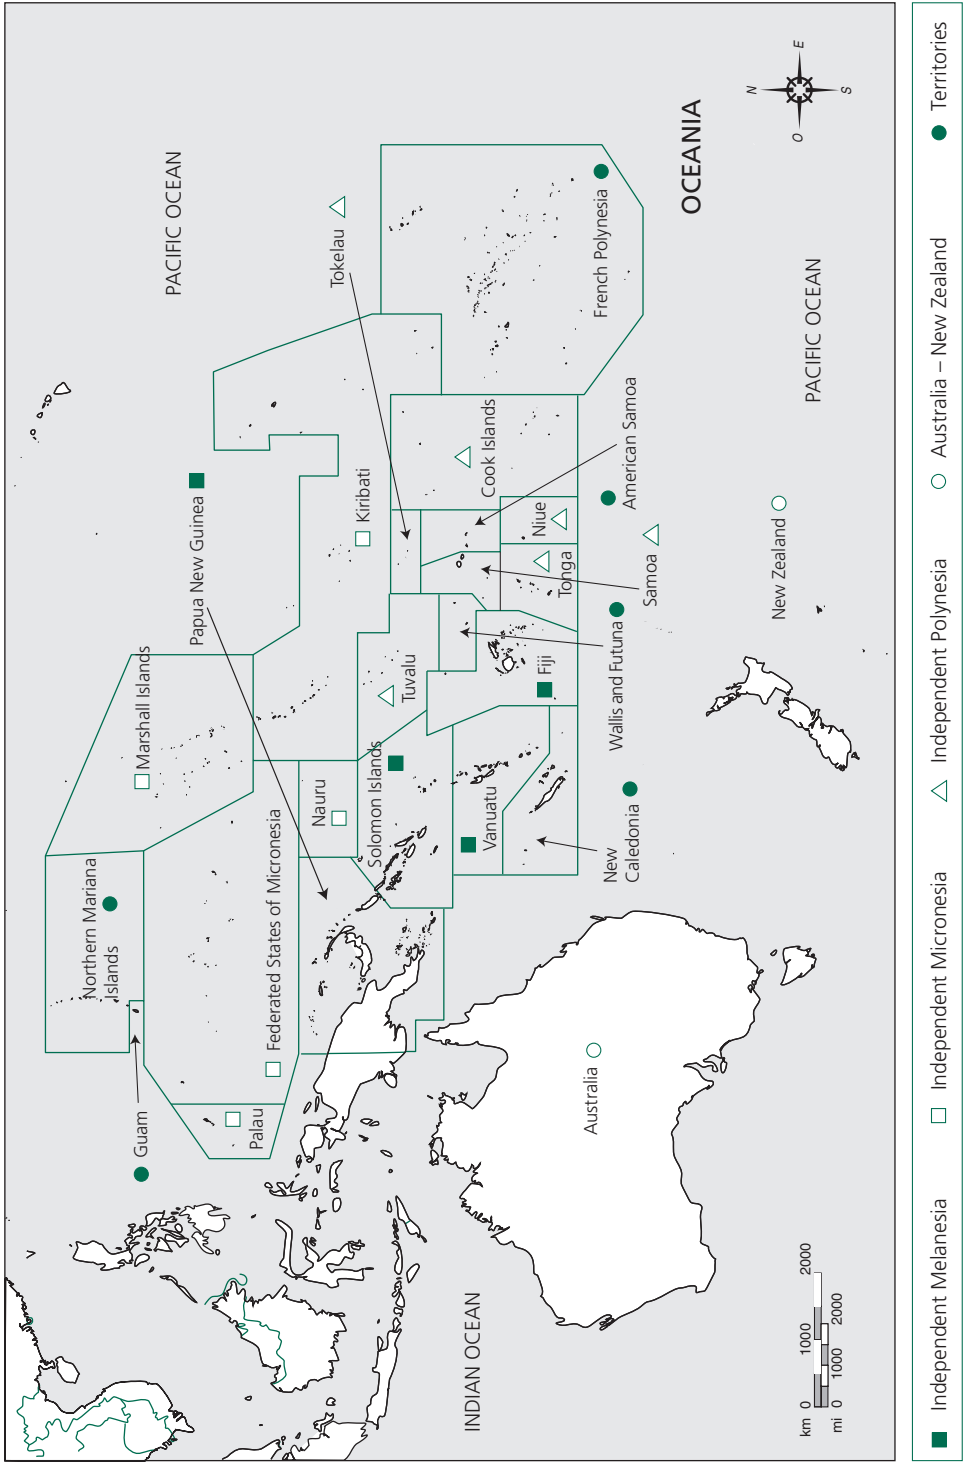 PACIFIC OCEAN
Northern Mariana
Islands
Marshall Islands
Guam
Papua New Guinea
Tokelau
Palau
Federated States of Micronesia
Nauru
Kiribati
Solomon Islands
Tuvalu
Vanuatu
Fiji
Tonga
Niue
Cook Islands
French Polynesia
New
Caledonia
Wallis and Futuna
Samoa
American Samoa
INDIAN OCEAN
Australia
New Zealand
OCEANIA
PACIFIC OCEAN
N
O
E
S
km 0 1000 2000
mi 0 1000 2000
Independent Melanesia
Independent Micronesia
Independent Polynesia
Australia – New Zealand
Territories